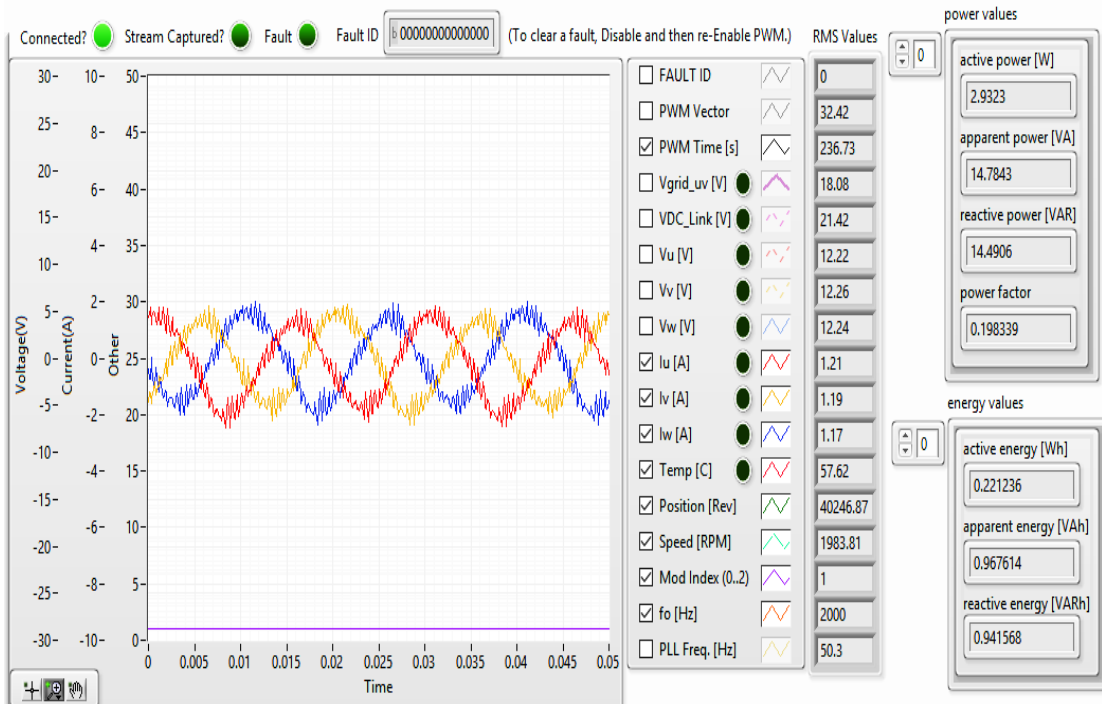 power values
Connected? Stream Captured? Fault Fault ID b 00000000000000 (To clear a fault, Disable and then re-Enable PWM.) RMS Values
0
active power [W]
2.9323
apparent power [VA]
14.7843
reactive power [VAR]
14.4906
power factor
0.198339
30 10 50
25 8 45
20 6 40
15 4 35
10
5 2 30
0 0 25
-5 -2 20
-10 -4 15
-15
-20 -6 10
-25 -8 5
-30 -10 0
Voltage(V)
Current(A)
Other
0 0.005 0.01 0.015 0.02 0.025 0.03 0.035 0.04 0.045 0.05
Time
FAULT ID 0
PWM Vector 32.42
PWM Time [s] 236.73
Vgrid_uv [V] 18.08
VDC_Link [V] 21.42
Vu [V] 12.22
Vv [V] 12.26
Vw [V] 12.24
Iu [A] 1.21
Iv [A] 1.19
Iw [A] 1.17
Temp [C] 57.62
Position [Rev] 40246.87
Speed [RPM] 1983.81
Mod Index (0..2) 1
fo [Hz] 2000
PLL Freq. [Hz] 50.3
energy values
0
active energy [Wh]
0.221236
apparent energy [VAh]
0.967614
reactive energy [VARh]
0.941568